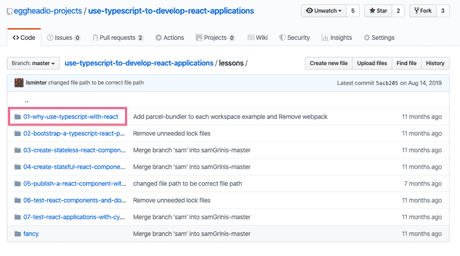 eggheadio-projects / use-typescript-to-develop-react-applications
Unwatch 5 Star 2 Fork 3
Code Issues 0 Pull requests 2 Actions Projects 0 Wiki Security Insights Settings
Branch: master use-typescript-to-develop-react-applications / lessons / Create new file Upload files Find file History
lsminter changed file path to be correct file path Latest commit 5acb205 on Aug 14, 2019
..
01-why-use-typescript-with-react Add parcel-bundler to each workspace example and Remove webpack 11 months ago
02-bootstrap-a-typescript-react-p... Remove unneeded lock files 11 months ago
03-create-stateless-react-compon... Merge branch 'sam' into samGrinis-master 11 months ago
04-create-stateful-react-compone... Merge branch 'sam' into samGrinis-master 11 months ago
05-publish-a-react-component-wit... changed file path to be correct file path 7 months ago
06-test-react-components-and-do... Remove unneeded lock files 11 months ago
07-test-react-applications-with-cy... Merge branch 'sam' into samGrinis-master 11 months ago
fancy Merge branch 'sam' into samGrinis-master 11 months ago